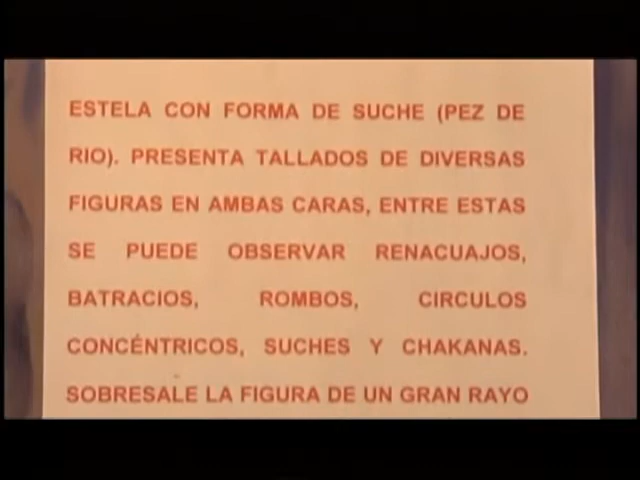 ESTELA CON FORMA DE SUCHE (PEZ DE
RIO). PRESENTA TALLADOS DE DIVERSAS
FIGURAS EN AMBAS CARAS, ENTRE ESTAS
SE PUEDE OBSERVAR RENACUAJOS,
BATRACIOS, ROMBOS, CIRCULOS
CONCÉNTRICOS, SUCHES Y CHAKANAS.
SOBRESALE LA FIGURA DE UN GRAN RAYO